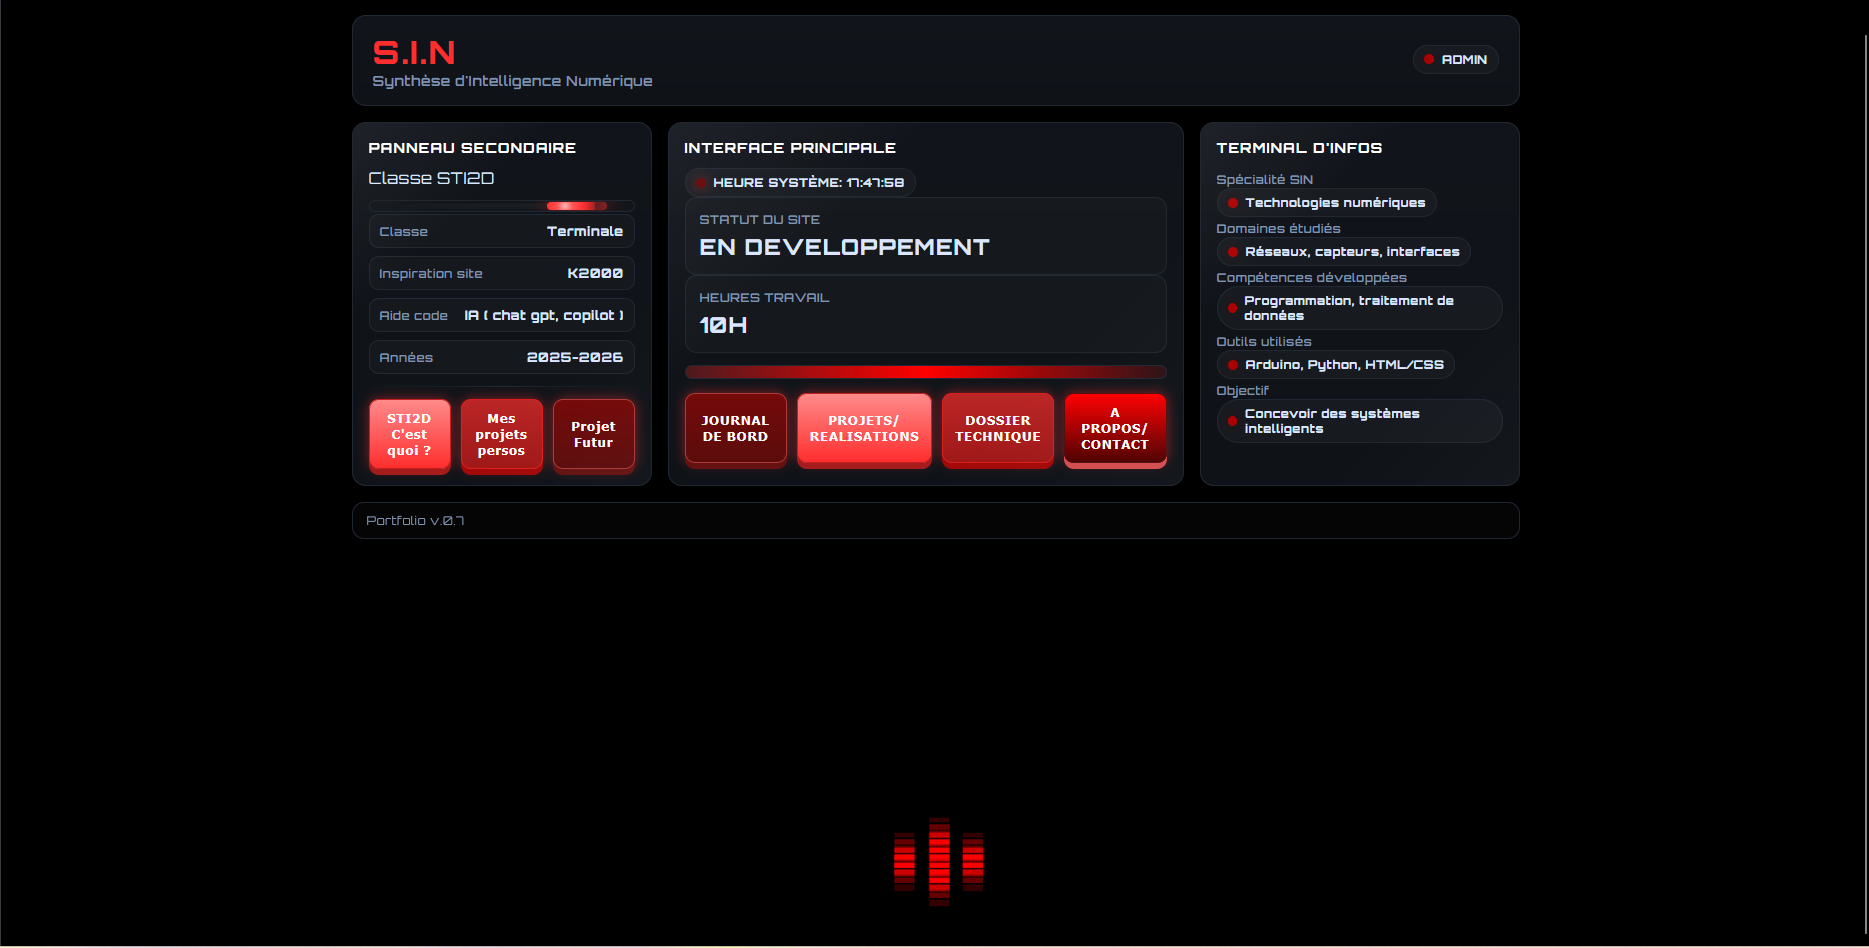 S.I.N
Synthèse d'Intelligence Numérique
ADMIN
PANNEAU SECONDAIRE
Classe STI2D
Classe Terminale
Inspiration site K2000
Aide code IA ( chat gpt, copilot )
Années 2025-2026
STI2D
C'est
quoi ?
Mes
projets
persos
Projet
Futur
INTERFACE PRINCIPALE
HEURE SYSTÈME: 17:47:58
STATUT DU SITE
EN DEVELOPPEMENT
HEURES TRAVAIL
10H
JOURNAL
DE BORD
PROJETS/
REALISATIONS
DOSSIER
TECHNIQUE
A
PROPOS/
CONTACT
TERMINAL D'INFOS
Spécialité SIN
Technologies numériques
Domaines étudiés
Réseaux, capteurs, interfaces
Compétences développées
Programmation, traitement de
données
Outils utilisés
Arduino, Python, HTML/CSS
Objectif
Concevoir des systèmes
intelligents
Portfolio v.0.7